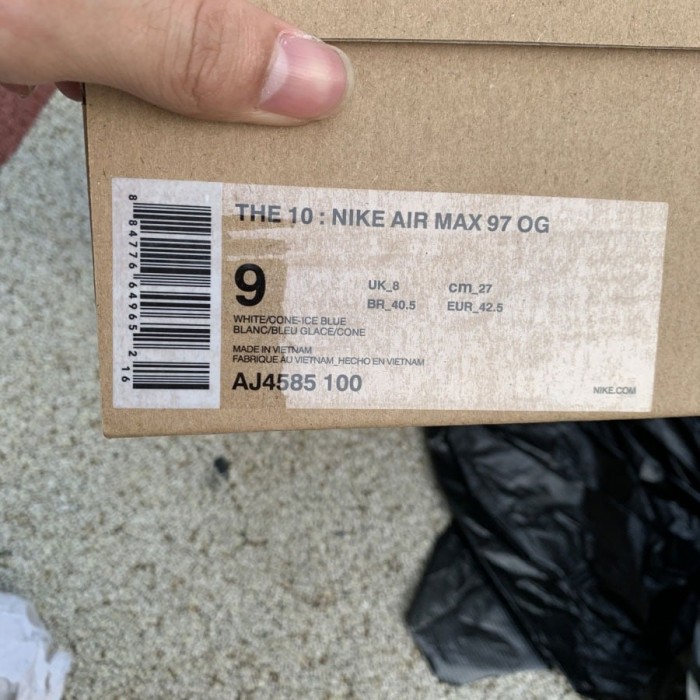 THE 10 : NIKE AIR MAX 97 OG
9
UK_8 cm_27
BR_40.5 EUR_42.5
WHITE/CONE-ICE BLUE
BLANC/BLEU GLACE/CONE
MADE IN VIETNAM
FABRIQUE AU VIETNAM_HECHO EN VIETNAM
AJ4585 100
NIKE.COM
8 84776 64965 2 16